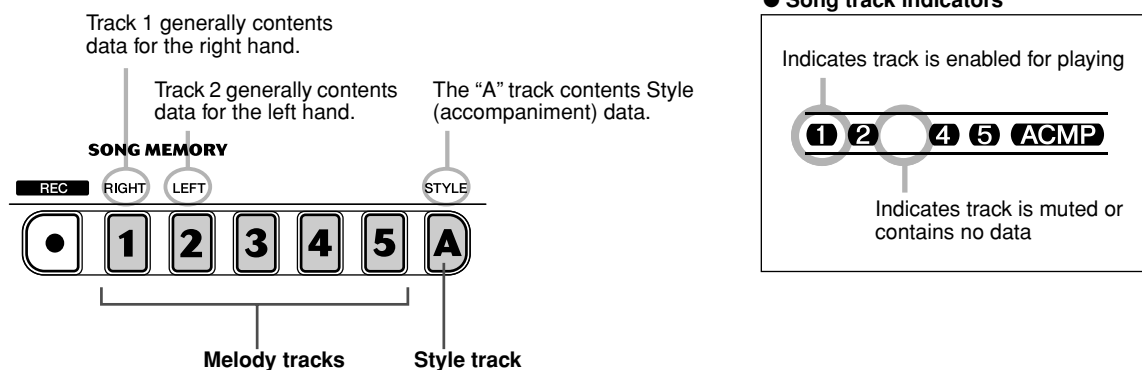 Track 1 generally contents
data for the right hand.
Track 2 generally contents
data for the left hand.
The “A” track contents Style
(accompaniment) data.
SONG MEMORY
REC RIGHT LEFT STYLE
1 2 3 4 5 A
Melody tracks Style track
● Song track indicators
Indicates track is enabled for playing
1 2 4 5 ACMP
Indicates track is muted or
contains no data